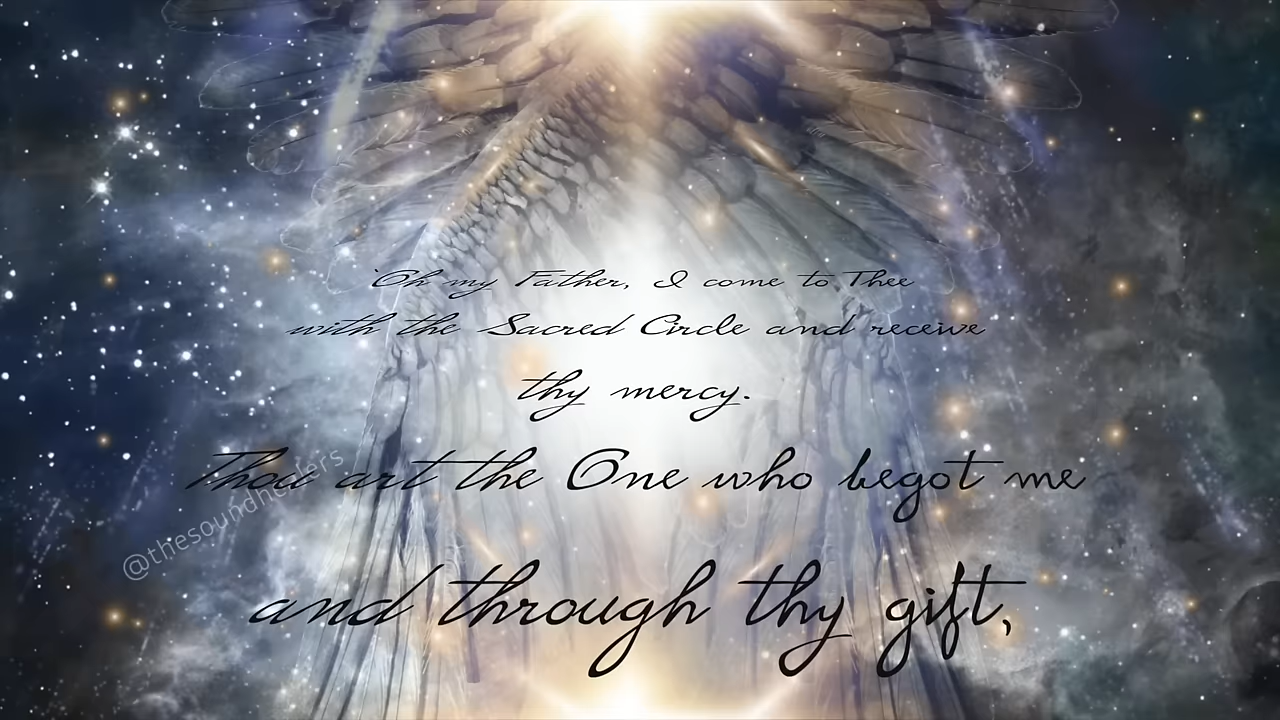 'Oh my Father, I come to Thee
with the Sacred Circle and receive
thy mercy.
Thou art the One who begot me
and through thy gift,
@thesoundhealers